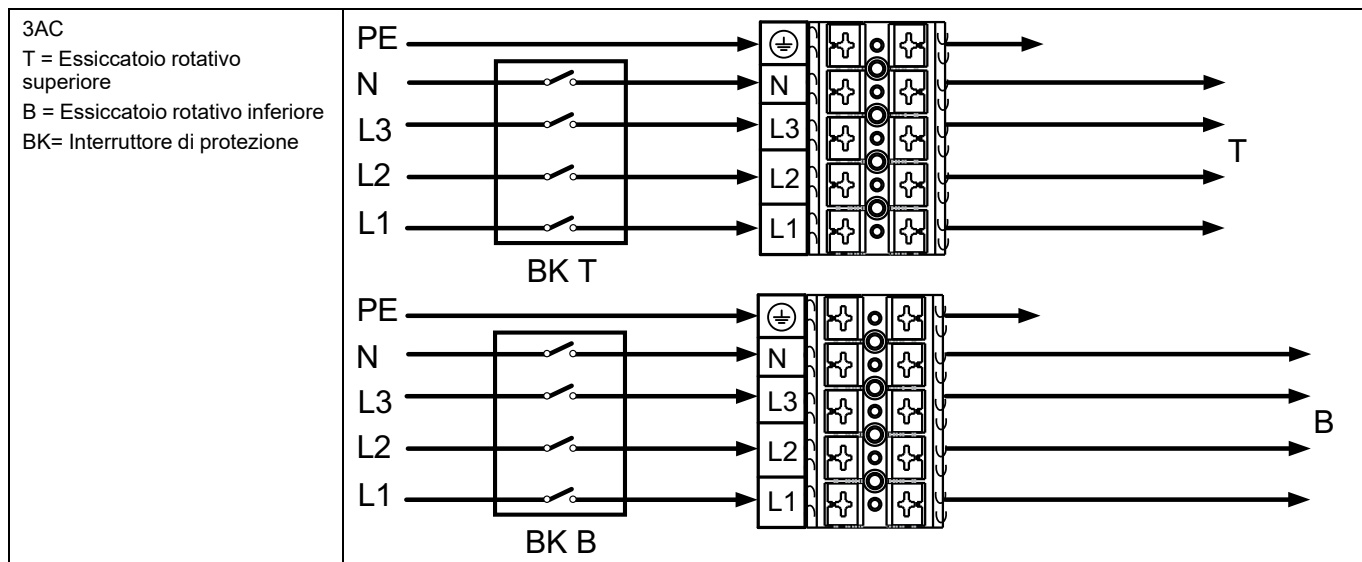 3AC
T = Essiccatoio rotativo
superiore
B = Essiccatoio rotativo inferiore
BK= Interruttore di protezione
PE
N
N
L3
L3
T
L2
L2
L1
L1
BK T
PE
N
N
L3
L3
B
L2
L2
L1
L1
BK B